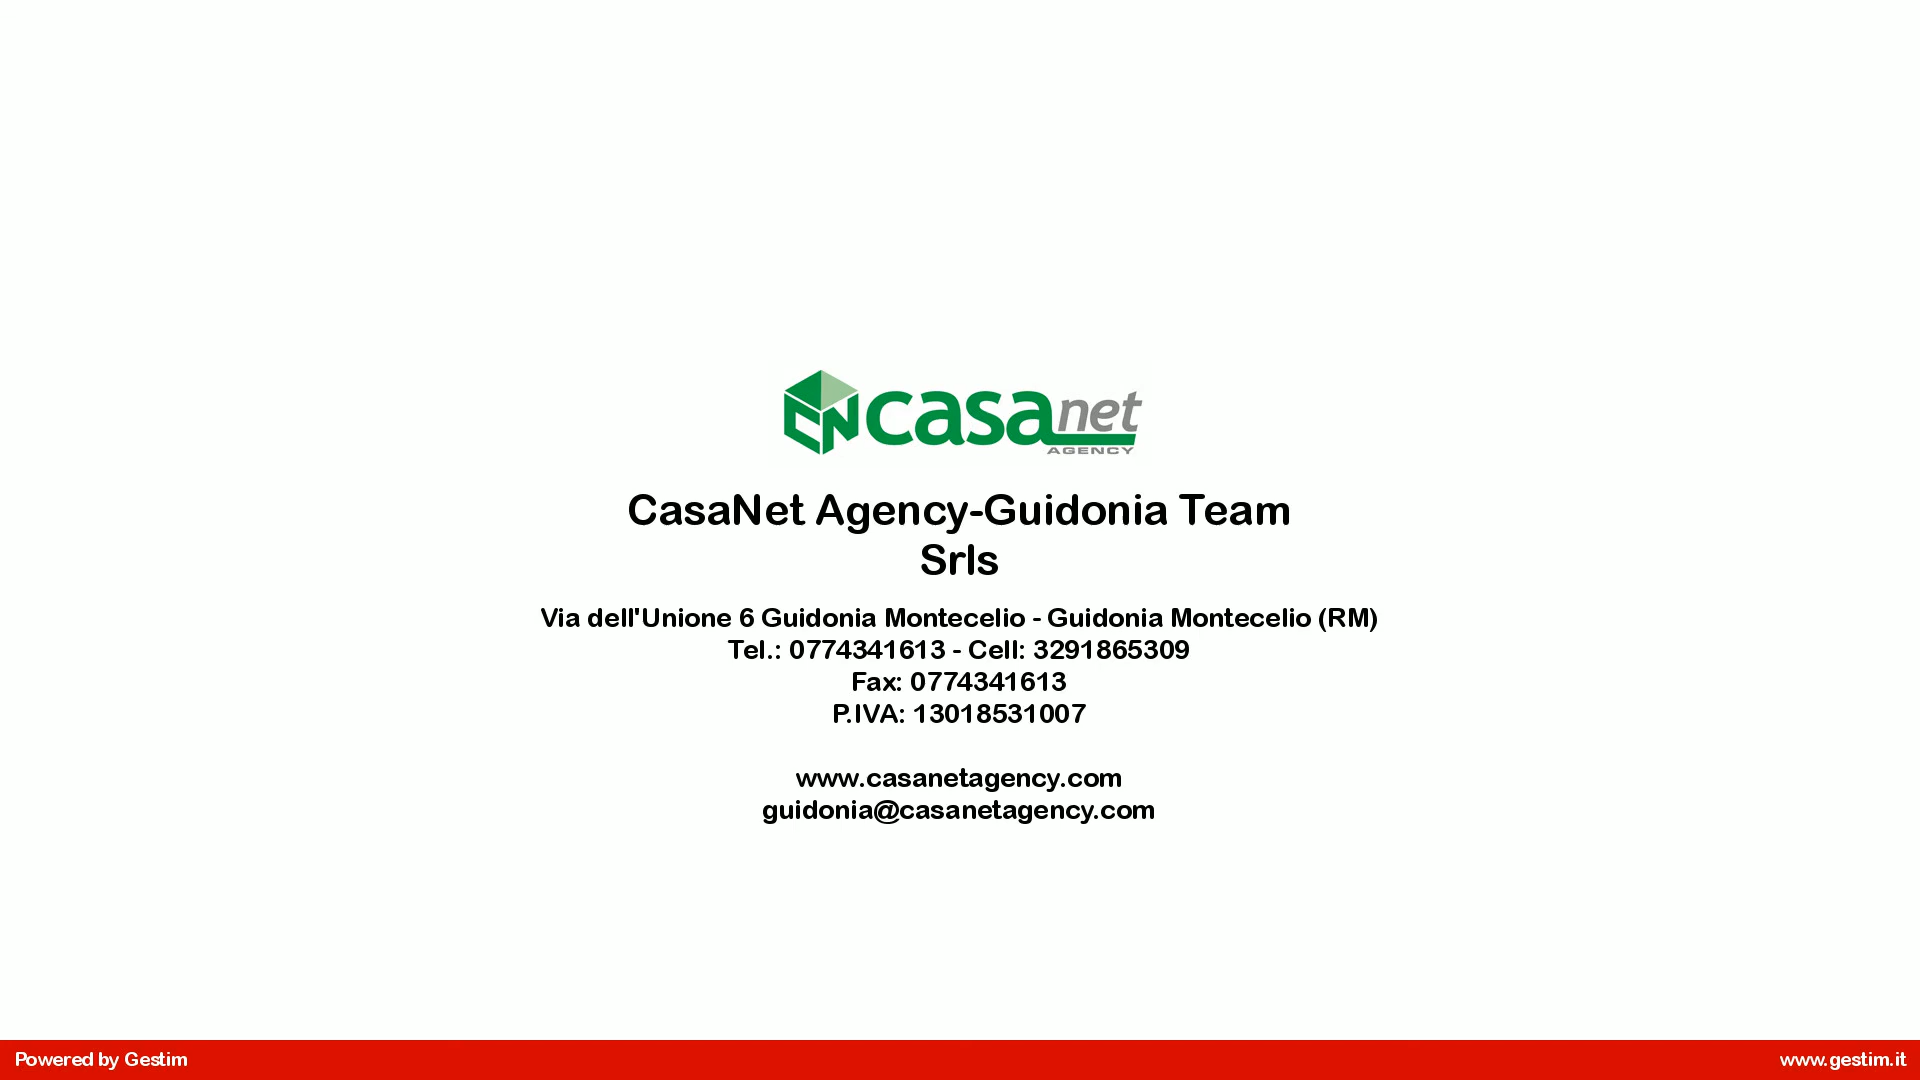 CN casanet
AGENCY
CasaNet Agency-Guidonia Team
Srls
Via dell'Unione 6 Guidonia Montecelio - Guidonia Montecelio (RM)
Tel.: 0774341613 - Cell: 3291865309
Fax: 0774341613
P.IVA: 13018531007
www.casanetagency.com
guidonia@casanetagency.com
Powered by Gestim
www.gestim.it